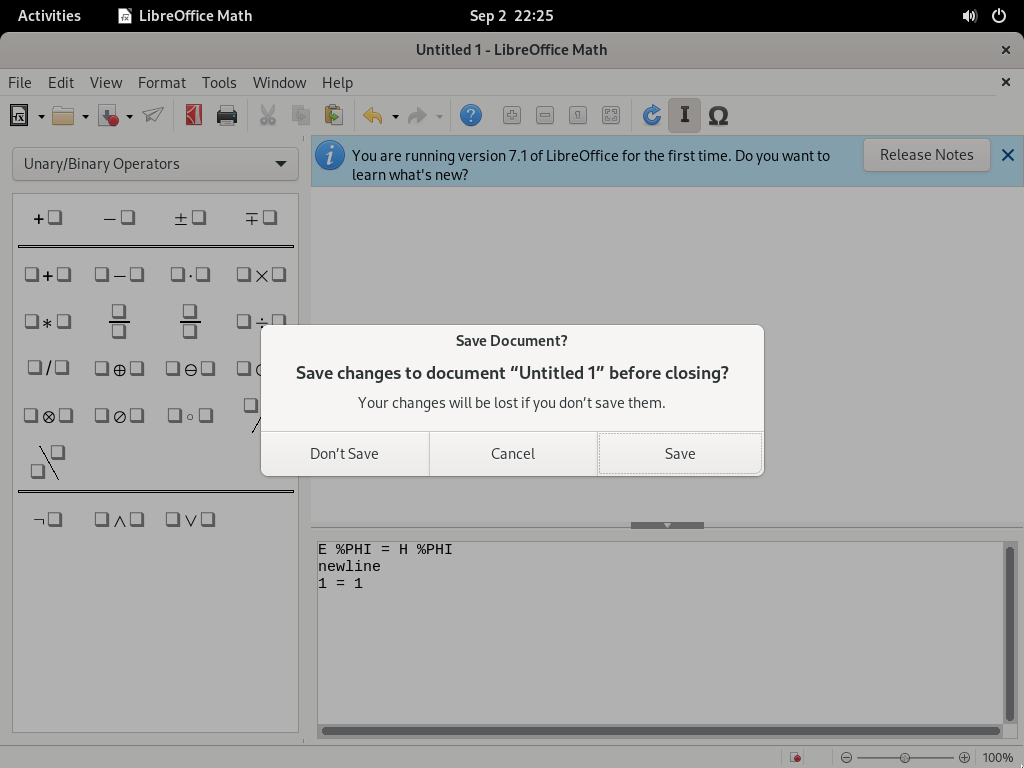 Activities
LibreOffice Math
Sep 2 22:25
Untitled 1 - LibreOffice Math
File Edit View Format Tools Window Help
Unary/Binary Operators
You are running version 7.1 of LibreOffice for the first time. Do you want to
learn what's new?
Release Notes
Save Document?
Save changes to document “Untitled 1” before closing?
Your changes will be lost if you don’t save them.
Don’t Save
Cancel
Save
E %PHI = H %PHI
newline
1 = 1
100%